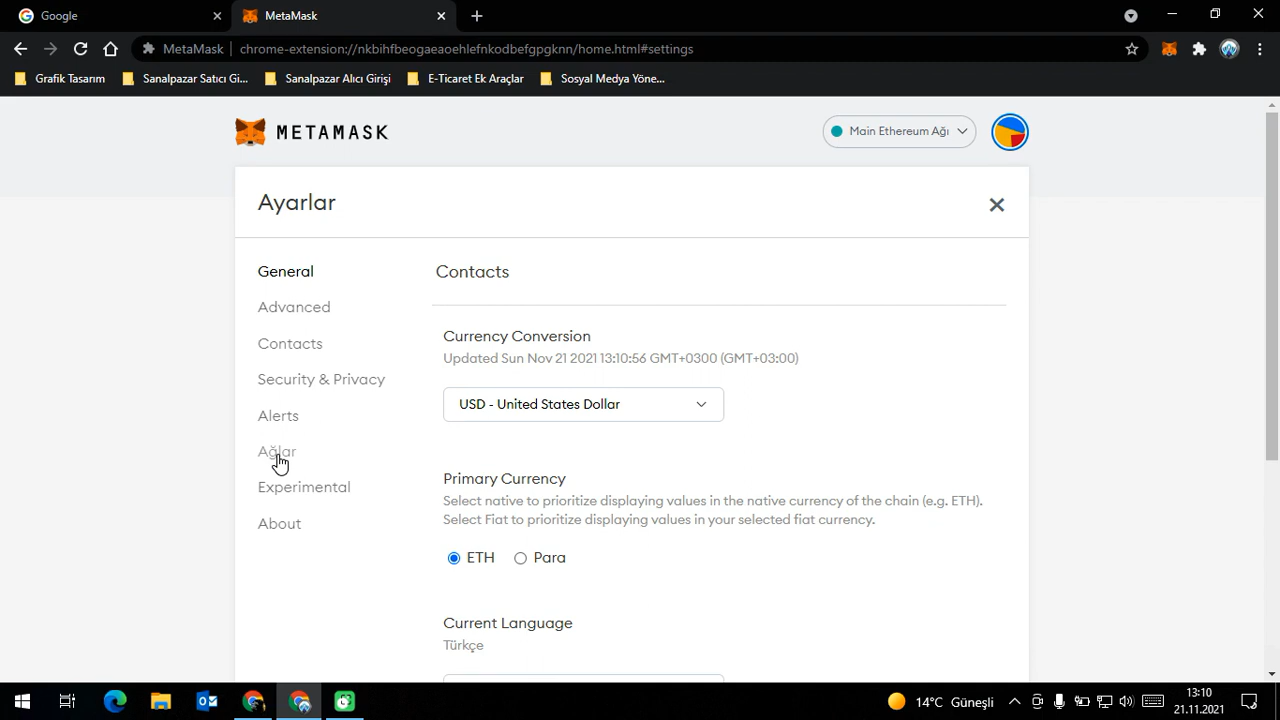 Google
MetaMask
MetaMask
chrome-extension://nkbihfbeogaeaoehlefnkodbefgpgknn/home.html#settings
Grafik Tasarım
Sanalpazar Satıcı Gi...
Sanalpazar Alıcı Girişi
E-Ticaret Ek Araçlar
Sosyal Medya Yöne...
METAMASK
Main Ethereum Ağı
Ayarlar
General
Advanced
Contacts
Security & Privacy
Alerts
Ağlar
Experimental
About
Contacts
Currency Conversion
Updated Sun Nov 21 2021 13:10:56 GMT+0300 (GMT+03:00)
USD - United States Dollar
Primary Currency
Select native to prioritize displaying values in the native currency of the chain (e.g. ETH).
Select Fiat to prioritize displaying values in your selected fiat currency.
ETH
Para
Current Language
Türkçe
14°C Güneşli
13:10
21.11.2021